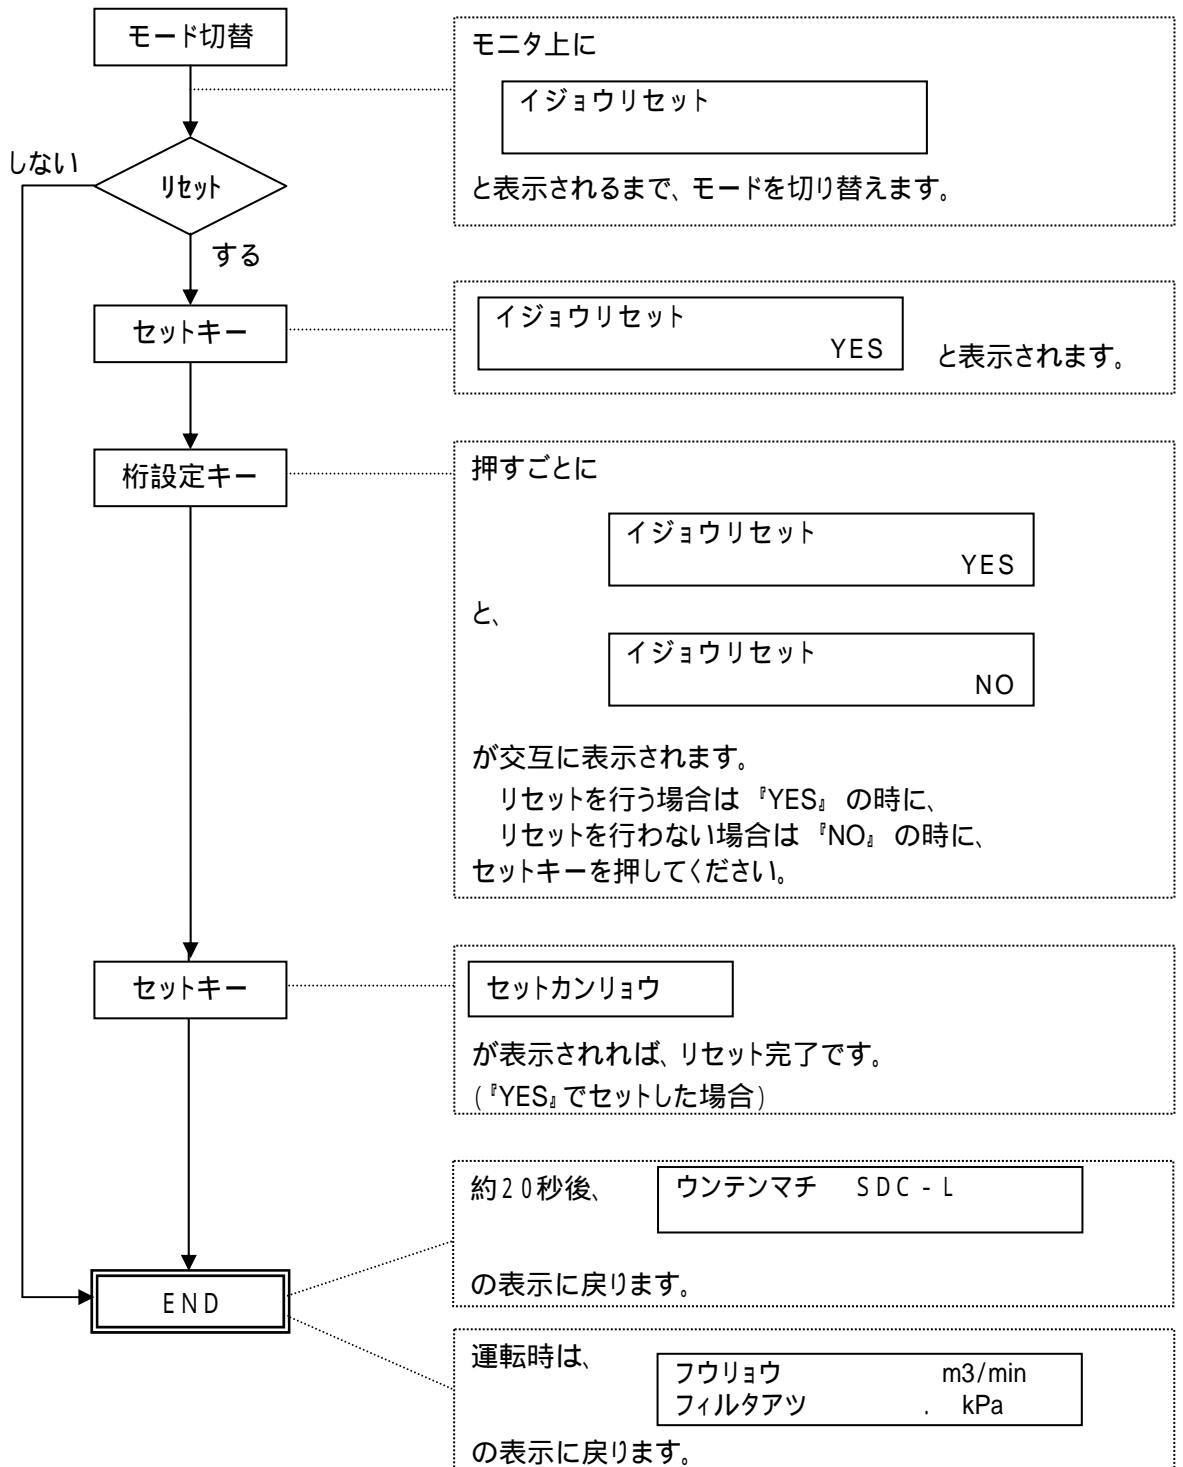 モード切替
モニタ上に
イジョウリセット
と表示されるまで、モードを切り替えます。
しない
リセット
する
セットキー
イジョウリセット
YES
と表示されます。
桁設定キー
押すごとに
イジョウリセット
YES
と、
イジョウリセット
NO
が交互に表示されます。
リセットを行う場合は『YES』の時に、
リセットを行わない場合は『NO』の時に、
セットキーを押してください。
セットキー
セットカンリョウ
が表示されれば、リセット完了です。
(『YES』でセットした場合)
約20秒後、
ウンテンマチ SDC-L
の表示に戻ります。
END
運転時は、
フウリョウ m3/min
フィルタアツ . kPa
の表示に戻ります。